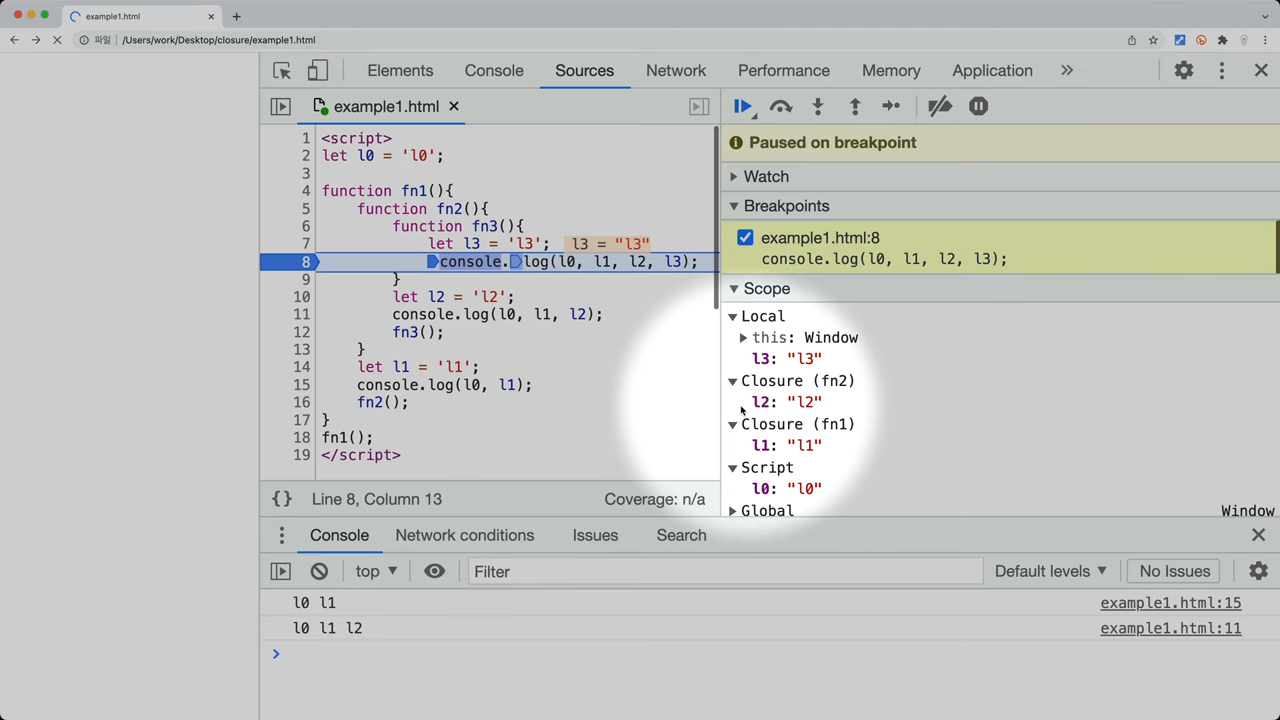 example1.html
파일 /Users/work/Desktop/closure/example1.html
Elements Console Sources Network Performance Memory Application
example1.html
1 <script>
2 let l0 = 'l0';
3
4 function fn1(){
5 function fn2(){
6 function fn3(){
7 let l3 = 'l3'; l3 = "l3"
8 console.log(l0, l1, l2, l3);
9 }
10 let l2 = 'l2';
11 console.log(l0, l1, l2);
12 fn3();
13 }
14 let l1 = 'l1';
15 console.log(l0, l1);
16 fn2();
17 }
18 fn1();
19 </script>
{} Line 8, Column 13 Coverage: n/a
Paused on breakpoint
Watch
Breakpoints
example1.html:8
console.log(l0, l1, l2, l3);
Scope
Local
this: Window
l3: "l3"
Closure (fn2)
l2: "l2"
Closure (fn1)
l1: "l1"
Script
l0: "l0"
Global Window
Console Network conditions Issues Search
top Filter Default levels No Issues
l0 l1 example1.html:15
l0 l1 l2 example1.html:11